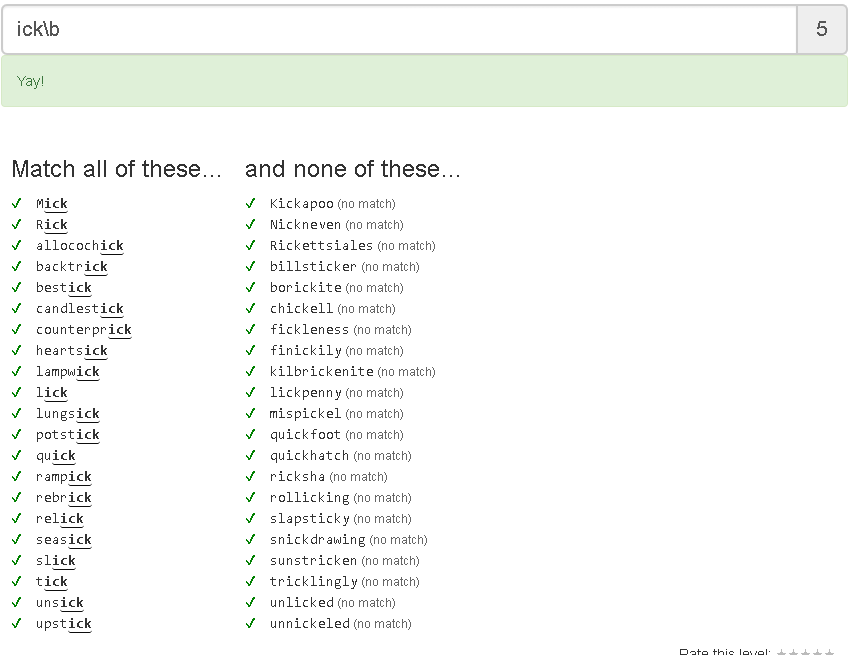 ick\b 5
Yay!
Match all of these... and none of these...
✓ Mick ✓ Kickapoo (no match)
✓ Rick ✓ Nickneven (no match)
✓ allocochick ✓ Rickettsiales (no match)
✓ backtrick ✓ billsticker (no match)
✓ bestick ✓ borickite (no match)
✓ candlestick ✓ chickell (no match)
✓ counterprick ✓ fickleness (no match)
✓ heartsick ✓ finickily (no match)
✓ lampwick ✓ kilbrickenite (no match)
✓ lick ✓ lickpenny (no match)
✓ lungsick ✓ mispickel (no match)
✓ potstick ✓ quickfoot (no match)
✓ quick ✓ quickhatch (no match)
✓ rampick ✓ ricksha (no match)
✓ rebrick ✓ rollicking (no match)
✓ relick ✓ slapsticky (no match)
✓ seasick ✓ snickdrawing (no match)
✓ slick ✓ sunstricken (no match)
✓ tick ✓ tricklingly (no match)
✓ unsick ✓ unlicked (no match)
✓ upstick ✓ unnickeled (no match)
Rate this level: ★★★★★